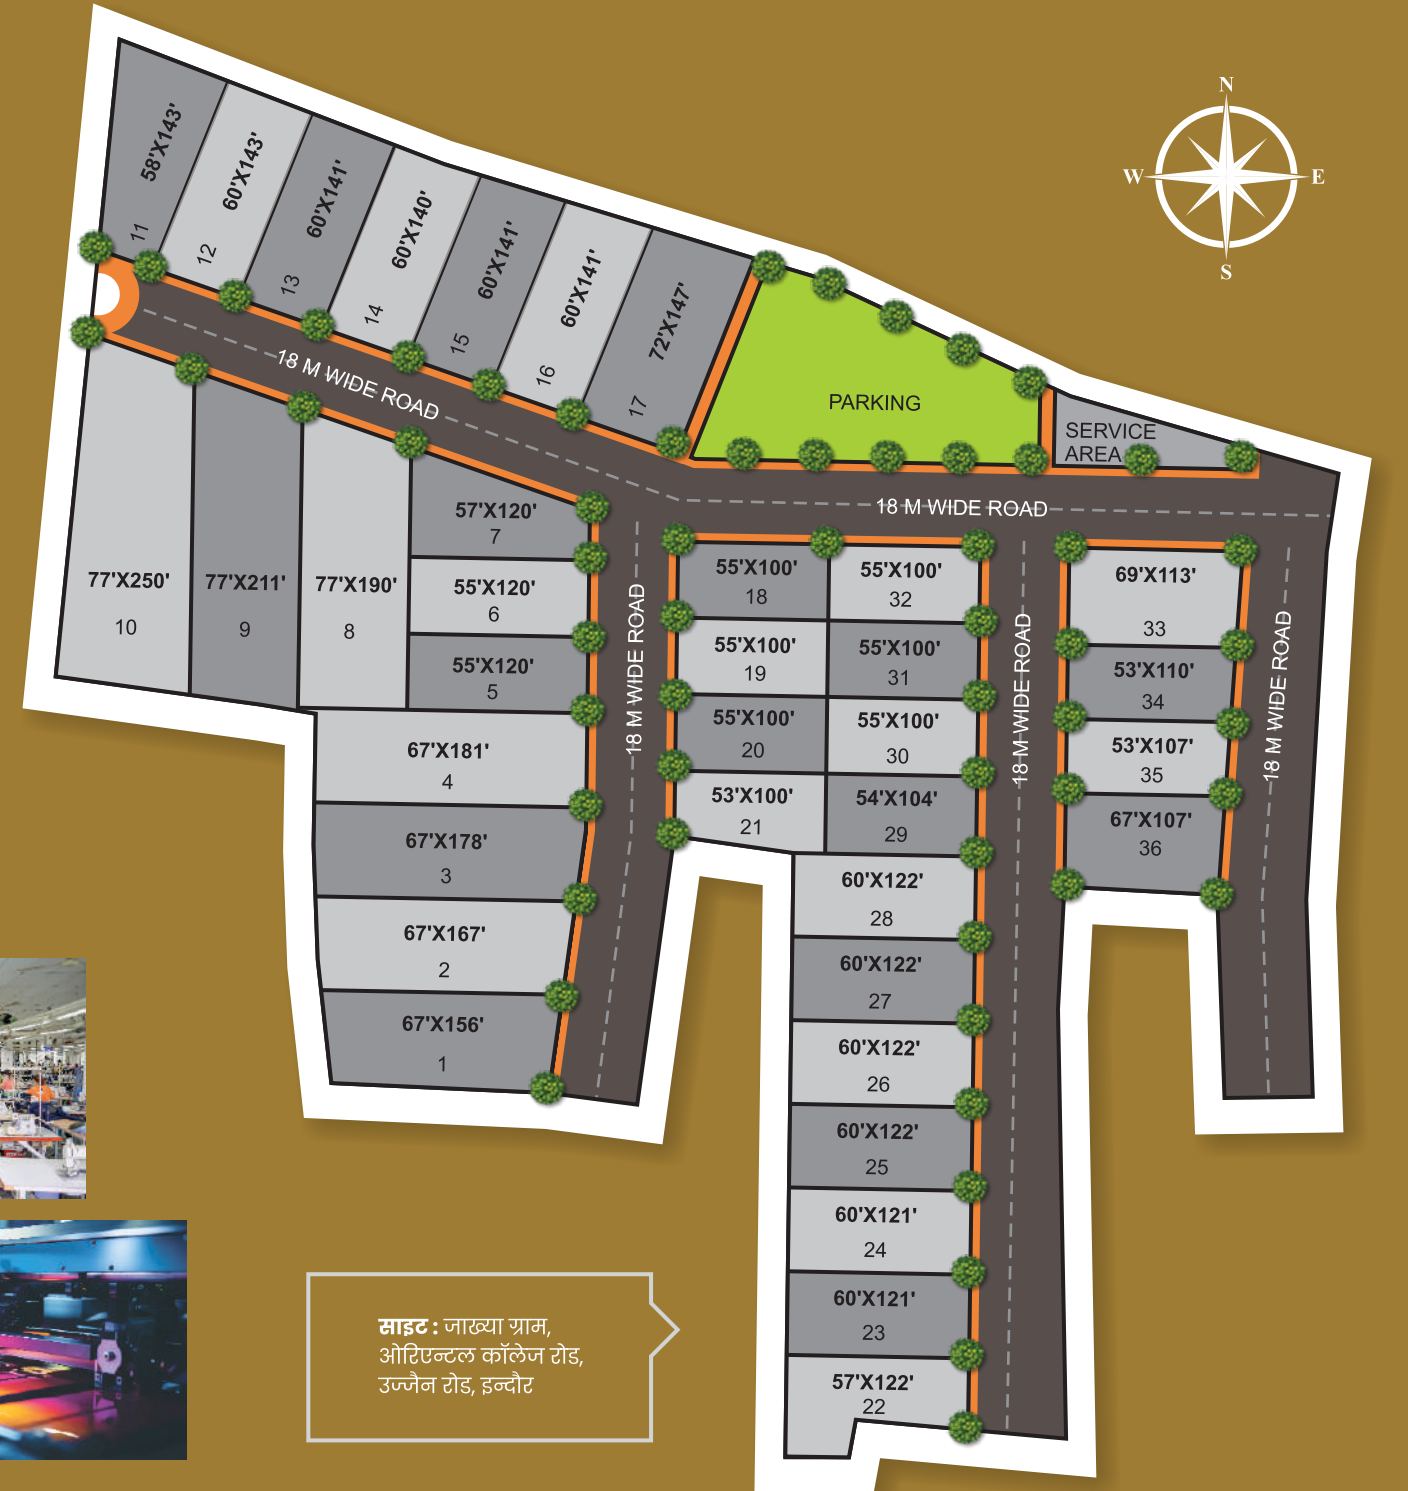 N
W
E
S
58'X143'
11
60'X143'
12
60'X141'
13
60'X140'
14
60'X141'
15
60'X141'
16
72'X147'
17
PARKING
SERVICE
AREA
18 M WIDE ROAD
18 M WIDE ROAD
77'X250'
10
77'X211'
9
77'X190'
8
57'X120'
7
55'X120'
6
55'X120'
5
67'X181'
4
67'X178'
3
67'X167'
2
67'X156'
1
18 M WIDE ROAD
55'X100'
18
55'X100'
19
55'X100'
20
53'X100'
21
55'X100'
32
55'X100'
31
55'X100'
30
54'X104'
29
60'X122'
28
60'X122'
27
60'X122'
26
60'X122'
25
60'X121'
24
60'X121'
23
57'X122'
22
18 M WIDE ROAD
69'X113'
33
53'X110'
34
53'X107'
35
67'X107'
36
18 M WIDE ROAD
साइट : जाख्या ग्राम,
ओरिएन्टल कॉलेज रोड,
उज्जैन रोड, इन्दौर